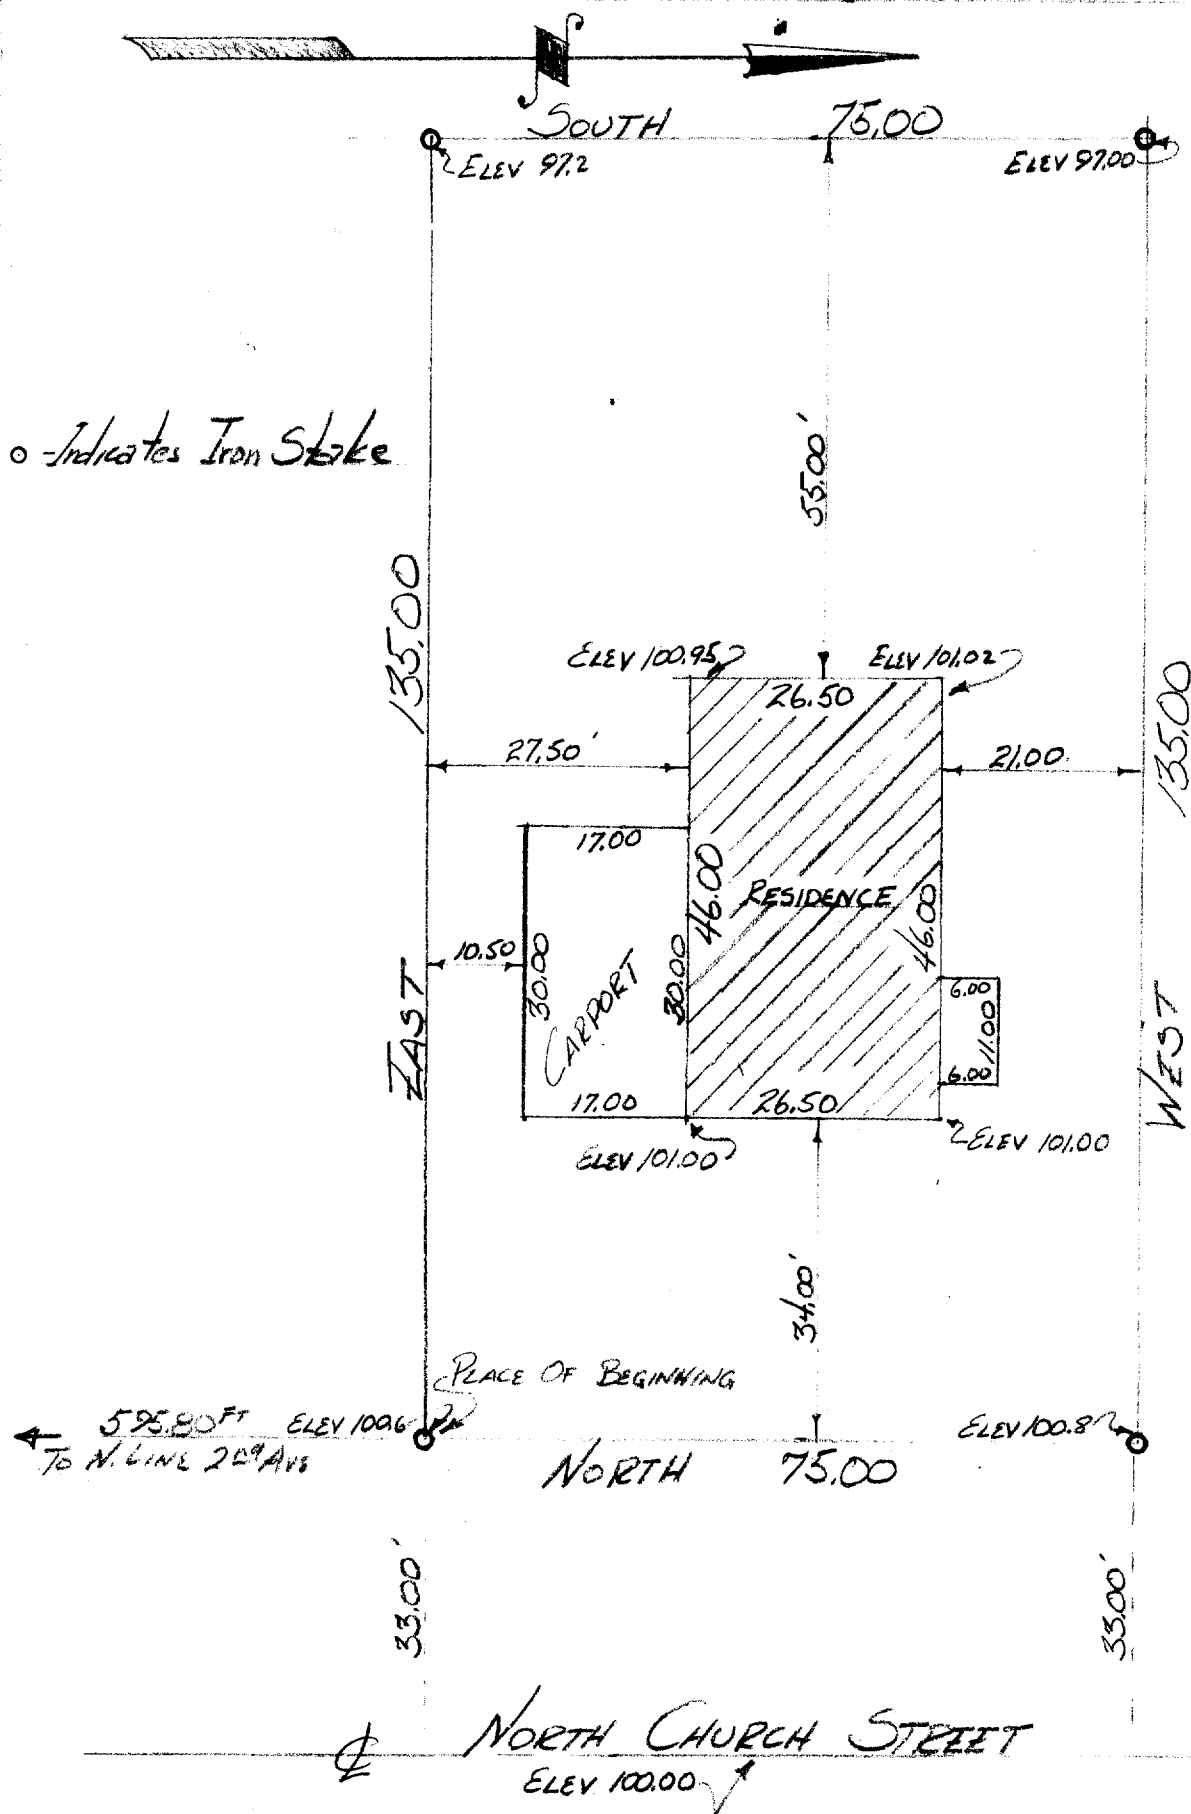 SOUTH 75.00
ELEV 97.2
ELEV 97.00
o -Indicates Iron Stake
55.00'
135.00
ELEV 100.95
ELEV 101.02
26.50
27.50'
21.00
135.00
17.00
46.00
RESIDENCE
46.00
10.50
30.00
CARPORT
30.00
6.00
11.00
6.00
EAST
WEST
17.00
26.50
ELEV 101.00
ELEV 101.00
34.00'
PLACE OF BEGINNING
595.80 FT
ELEV 100.6
ELEV 100.8
TO N. LINE 2nd AVE
NORTH 75.00
33.00'
33.00'
NORTH CHURCH STREET
ELEV 100.00